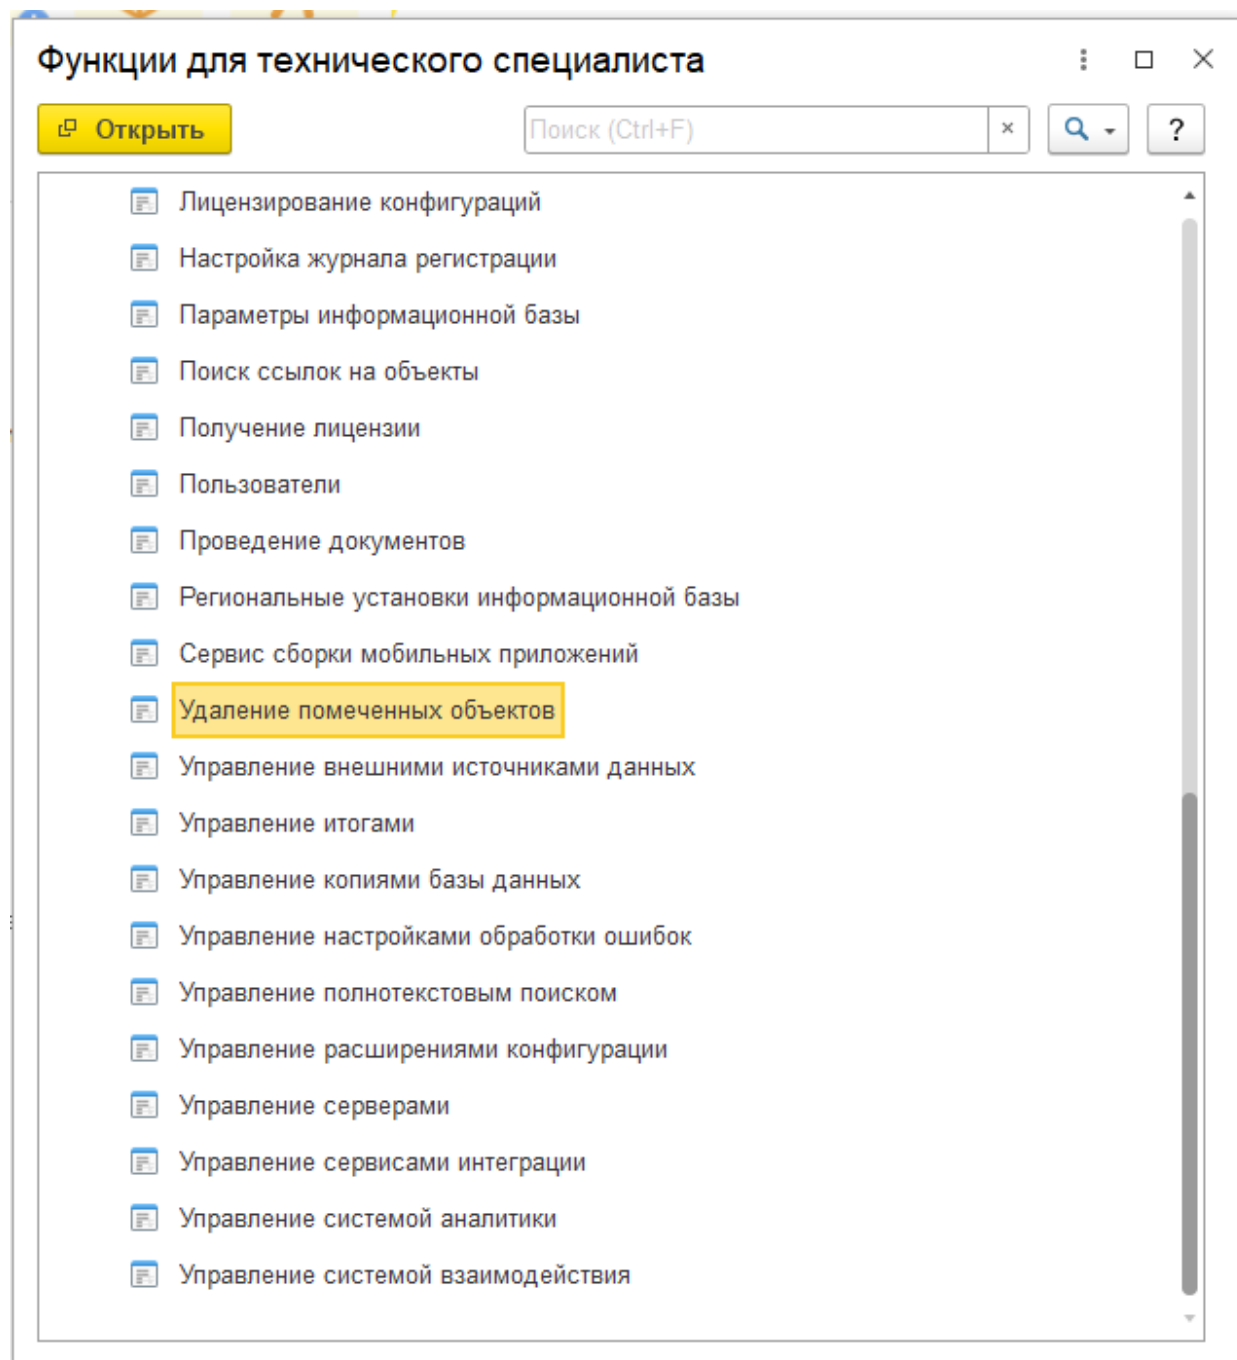 Функции для технического специалиста
Открыть
Поиск (Ctrl+F)
×
?
Лицензирование конфигураций
Настройка журнала регистрации
Параметры информационной базы
Поиск ссылок на объекты
Получение лицензии
Пользователи
Проведение документов
Региональные установки информационной базы
Сервис сборки мобильных приложений
Удаление помеченных объектов
Управление внешними источниками данных
Управление итогами
Управление копиями базы данных
Управление настройками обработки ошибок
Управление полнотекстовым поиском
Управление расширениями конфигурации
Управление серверами
Управление сервисами интеграции
Управление системой аналитики
Управление системой взаимодействия